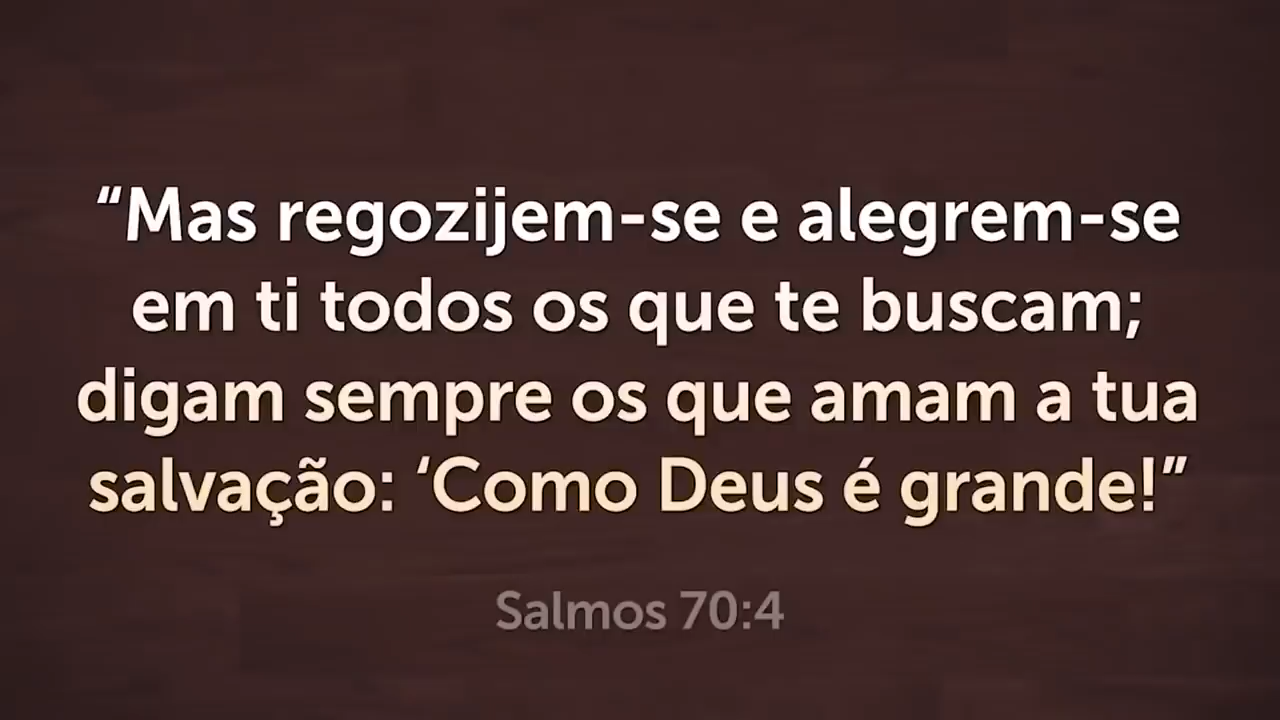 “Mas regozijem-se e alegrem-se
em ti todos os que te buscam;
digam sempre os que amam a tua
salvação: ‘Como Deus é grande!”
Salmos 70:4